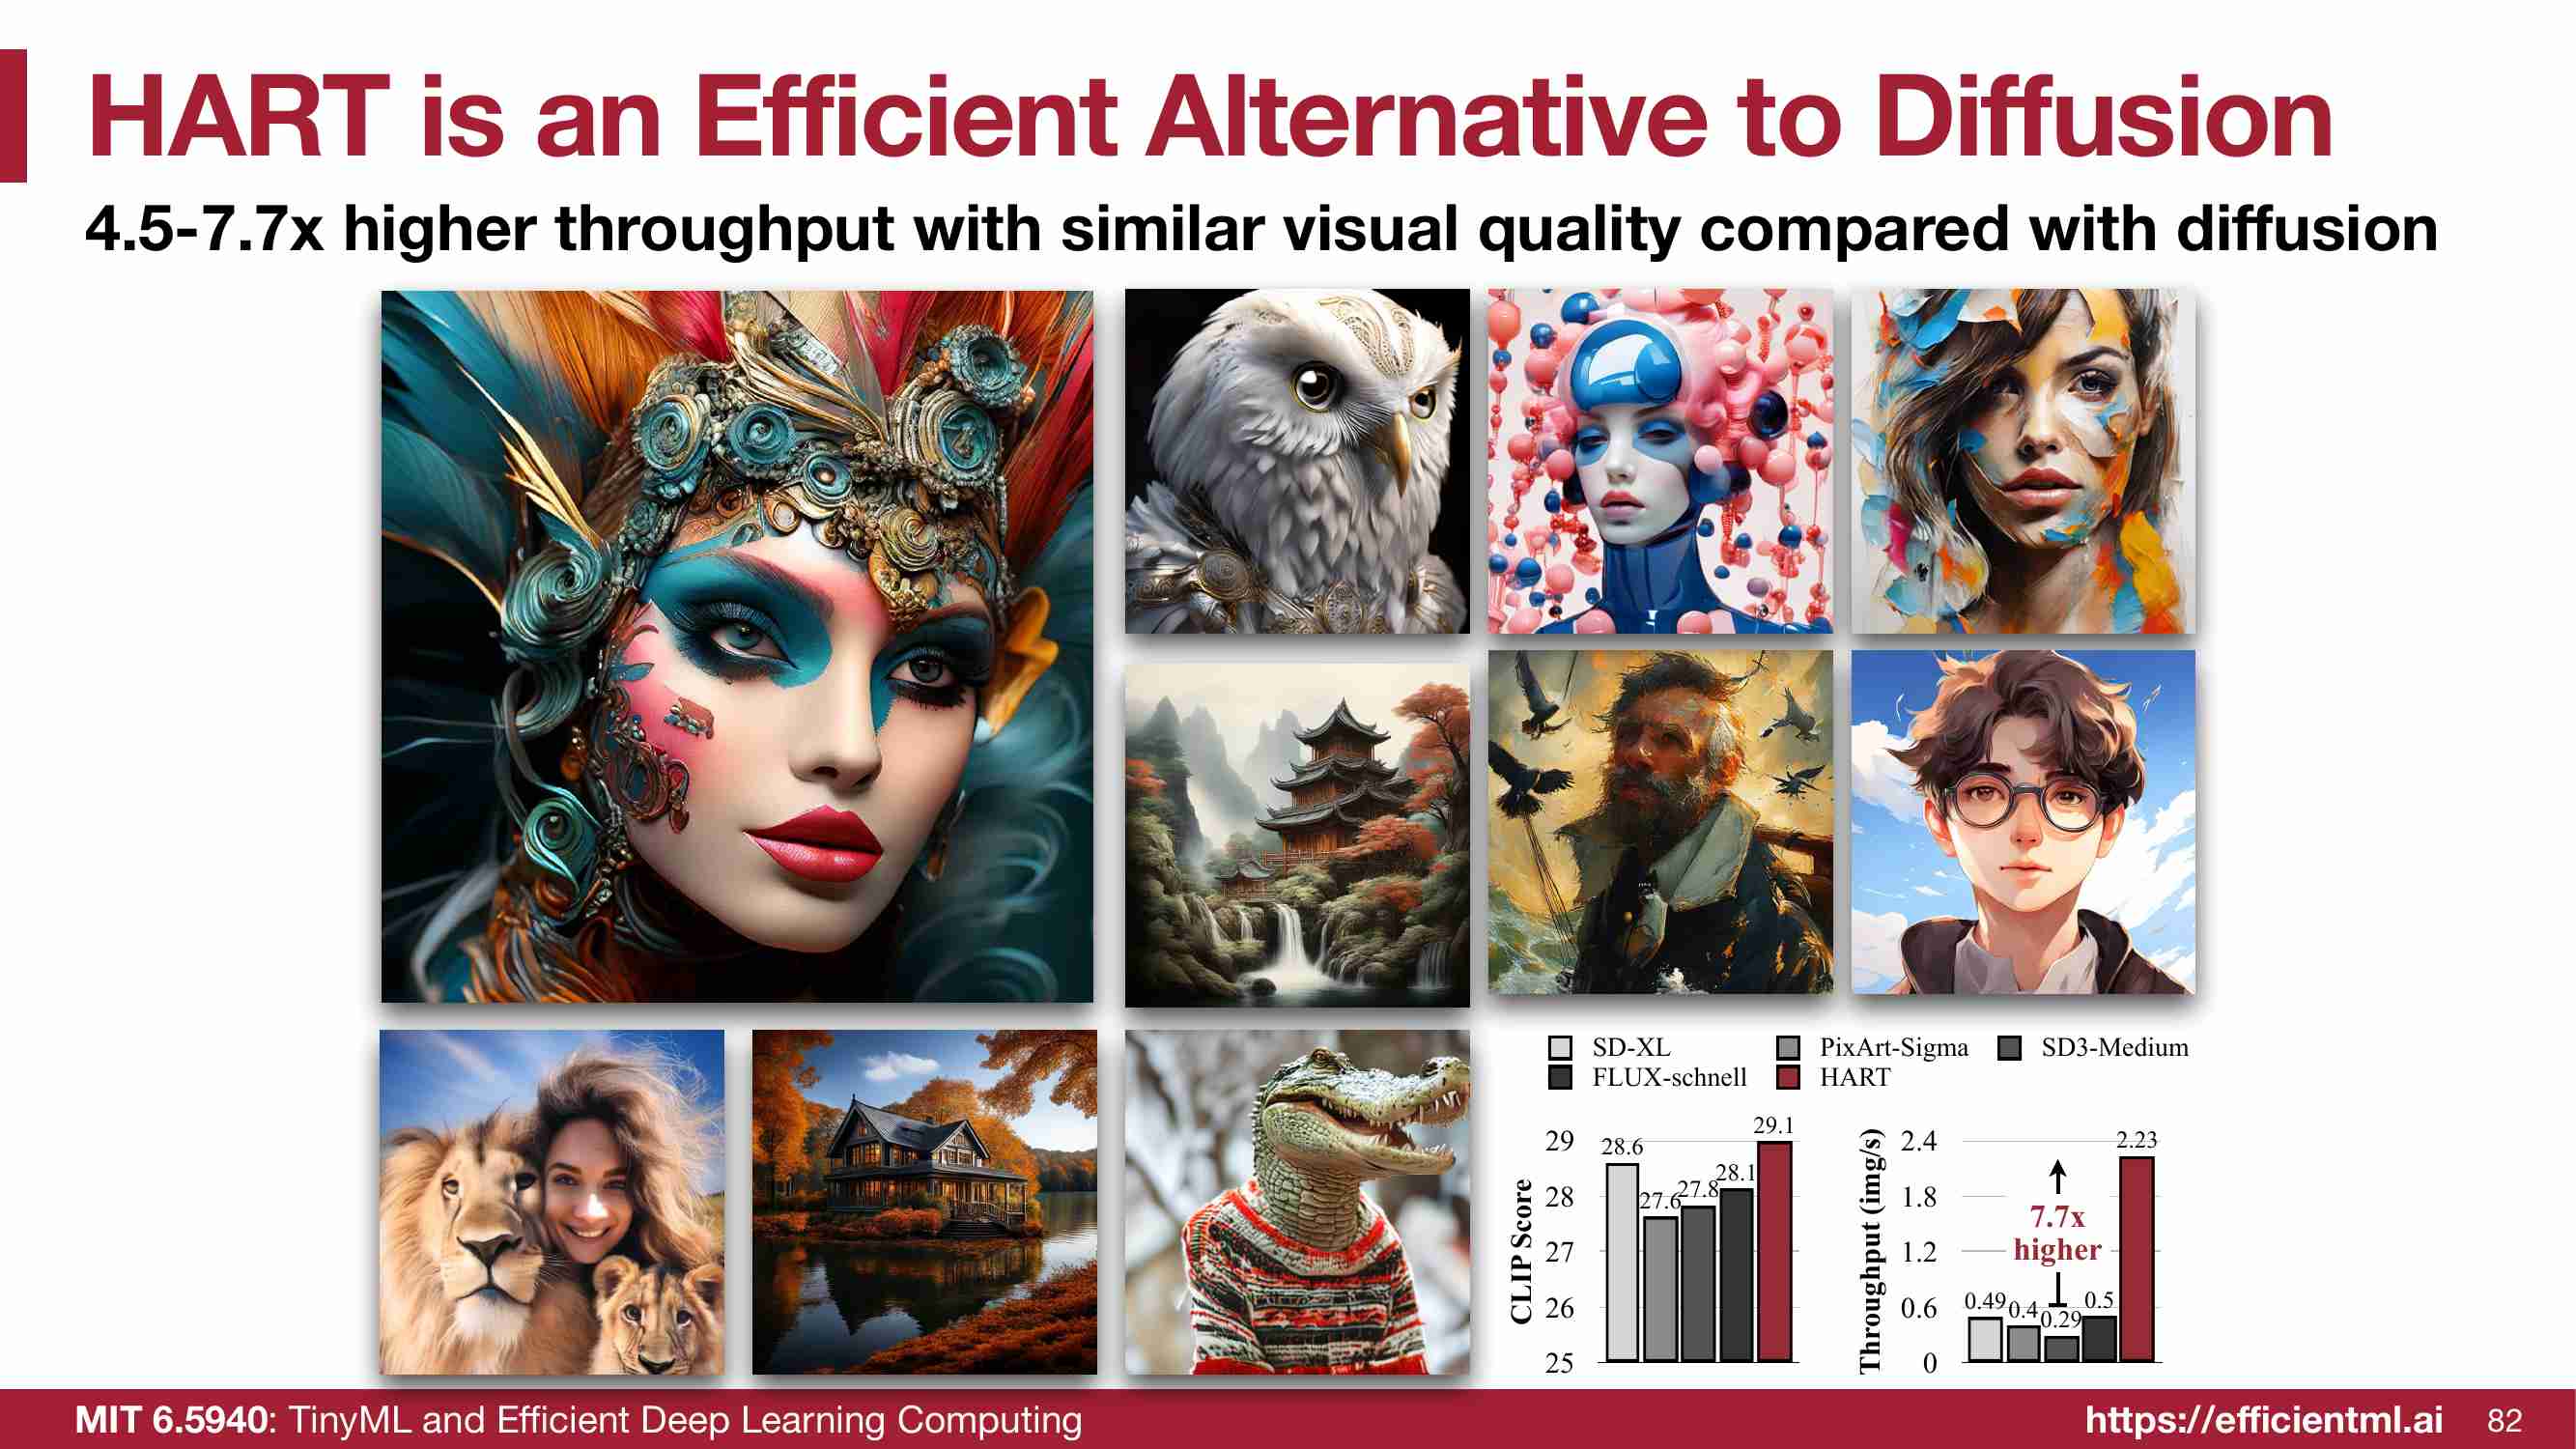 HART is an Efficient Alternative to Diffusion
4.5-7.7x higher throughput with similar visual quality compared with diffusion
SD-XL PixArt-Sigma SD3-Medium
FLUX-schnell HART
CLIP Score
29
28
27
26
25
28.6
27.6
27.8
28.1
29.1
Throughput (img/s)
2.4
1.8
1.2
0.6
0
0.49
0.4
0.29
0.5
2.23
7.7x
higher
MIT 6.5940: TinyML and Efficient Deep Learning Computing
https://efficientml.ai
82